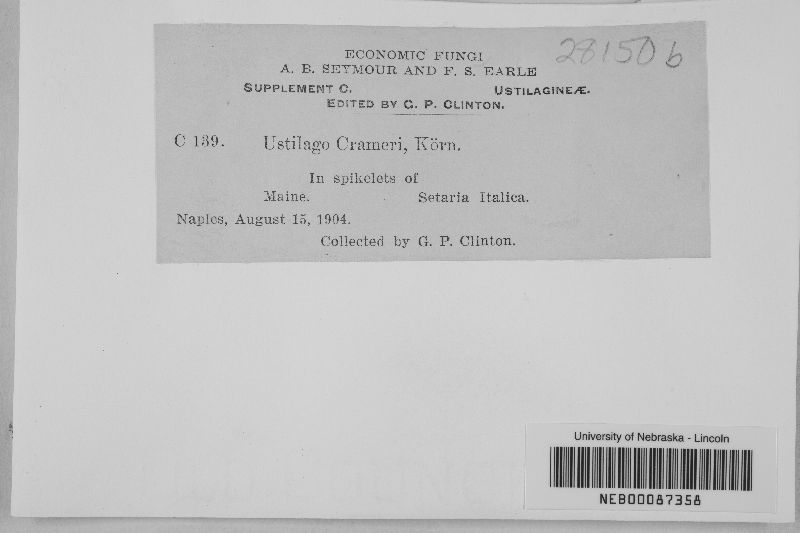 ECONOMIC FUNGI
28150b
A. B. SEYMOUR AND F. S. EARLE
SUPPLEMENT C. USTILAGINEÆ.
EDITED BY G. P. CLINTON.
C 139. Ustilago Crameri, Körn.
In spikelets of
Maine. Setaria Italica.
Naples, August 15, 1904.
Collected by G. P. Clinton.
University of Nebraska - Lincoln
NEB00087358